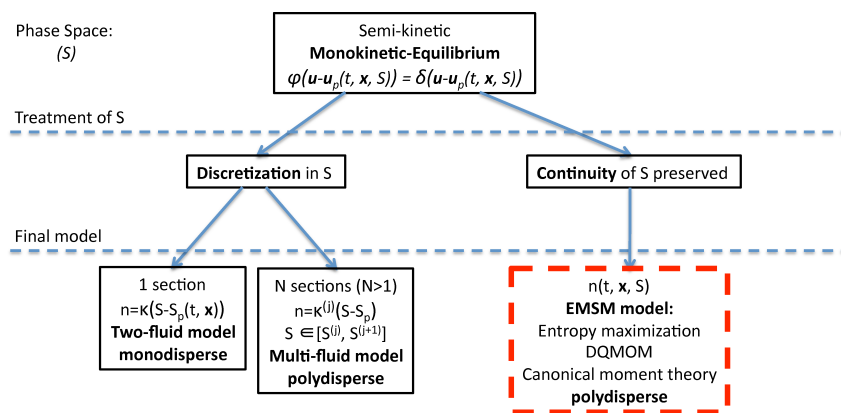 Phase Space:
(S)
Semi-kinetic
Monokinetic-Equilibrium
φ(u-uₚ(t, x, S)) = δ(u-uₚ(t, x, S))
Treatment of S
Discretization in S
Continuity of S preserved
Final model
1 section
n=κ(S-Sₚ(t, x))
Two-fluid model
monodisperse
N sections (N>1)
n=κ⁽ʲ⁾(S-Sₚ)
S ∈[S⁽ʲ⁾, S⁽ʲ⁺¹⁾]
Multi-fluid model
polydisperse
n(t, x, S)
EMSM model:
Entropy maximization
DQMOM
Canonical moment theory
polydisperse